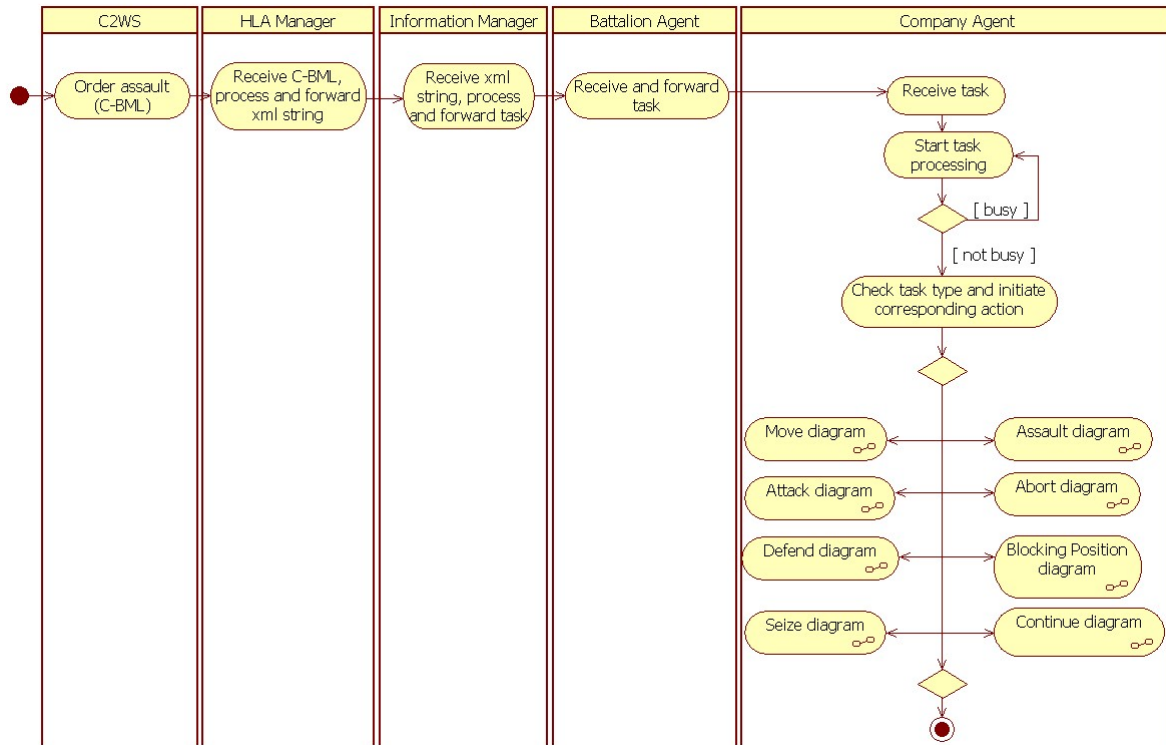 C2WS
HLA Manager
Information Manager
Battalion Agent
Company Agent
Order assault
(C-BML)
Receive C-BML,
process and forward
xml string
Receive xml
string, process
and forward task
Receive and forward
task
Receive task
Start task
processing
[ busy ]
[ not busy ]
Check task type and initiate
corresponding action
Move diagram
Assault diagram
Attack diagram
Abort diagram
Defend diagram
Blocking Position
diagram
Seize diagram
Continue diagram